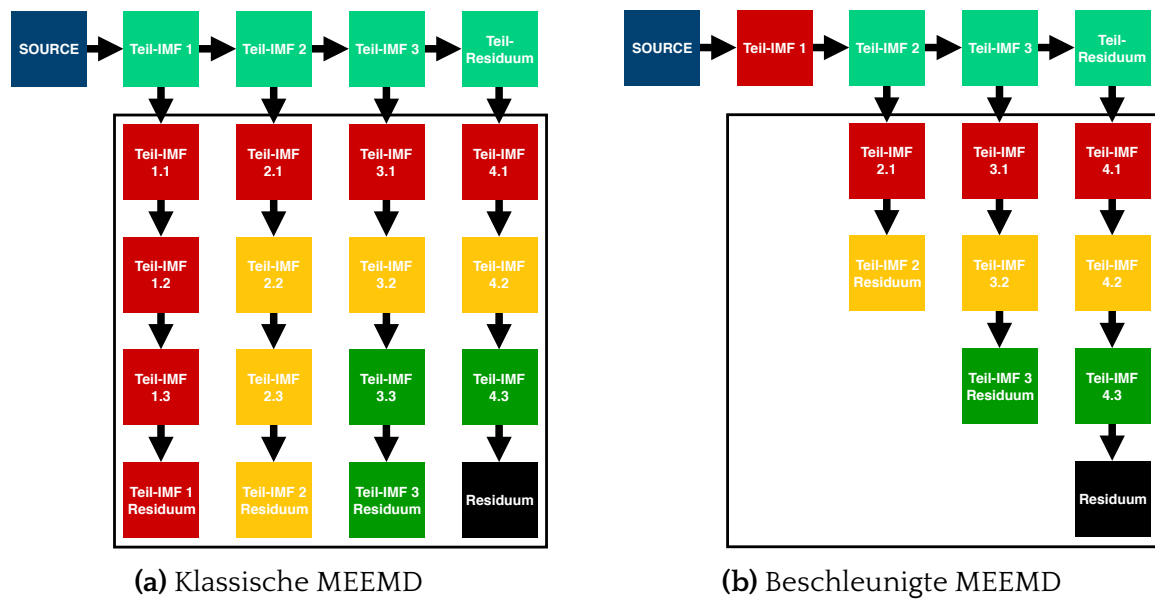 SOURCE
Teil-IMF 1
Teil-IMF 2
Teil-IMF 3
Teil-
Residuum
Teil-IMF
1.1
Teil-IMF
2.1
Teil-IMF
3.1
Teil-IMF
4.1
Teil-IMF
1.2
Teil-IMF
2.2
Teil-IMF
3.2
Teil-IMF
4.2
Teil-IMF
1.3
Teil-IMF
2.3
Teil-IMF
3.3
Teil-IMF
4.3
Teil-IMF 1
Residuum
Teil-IMF 2
Residuum
Teil-IMF 3
Residuum
Residuum
(a) Klassische MEEMD
SOURCE
Teil-IMF 1
Teil-IMF 2
Teil-IMF 3
Teil-
Residuum
Teil-IMF
2.1
Teil-IMF
3.1
Teil-IMF
4.1
Teil-IMF 2
Residuum
Teil-IMF
3.2
Teil-IMF
4.2
Teil-IMF 3
Residuum
Teil-IMF
4.3
Residuum
(b) Beschleunigte MEEMD